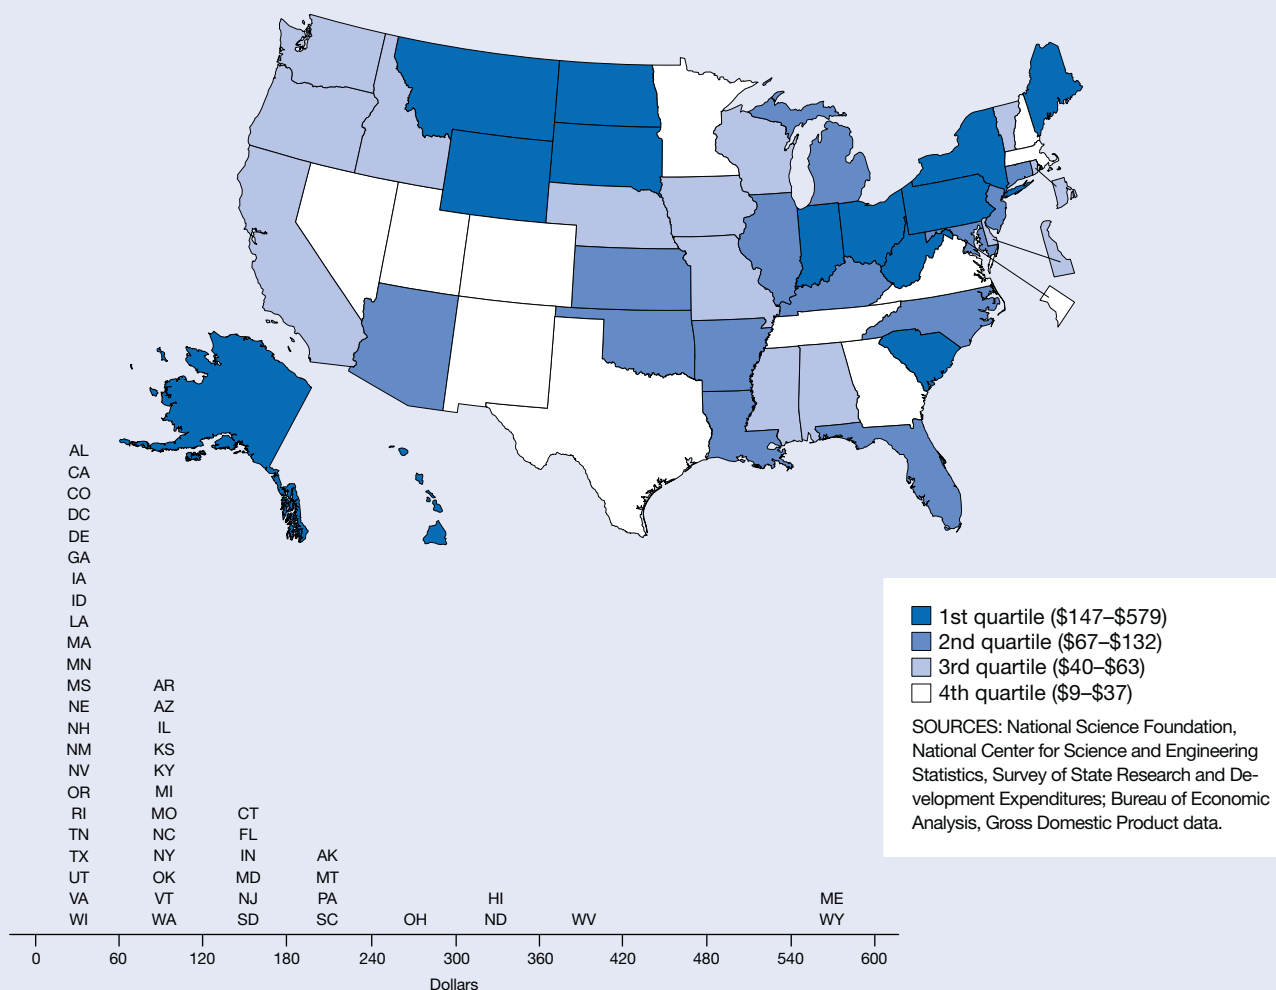 AL
CA
CO
DC
DE
GA
IA
ID
LA
MA
MN
MS AR
NE AZ
NH IL
NM KS
NV KY
OR MI
RI MO CT
TN NC FL
TX NY IN AK
UT OK MD MT
VA VT NJ PA HI ME
WI WA SD SC OH ND WV WY
0 60 120 180 240 300 360 420 480 540 600
Dollars
1st quartile ($147–$579)
2nd quartile ($67–$132)
3rd quartile ($40–$63)
4th quartile ($9–$37)
SOURCES: National Science Foundation,
National Center for Science and Engineering
Statistics, Survey of State Research and De-
velopment Expenditures; Bureau of Economic
Analysis, Gross Domestic Product data.